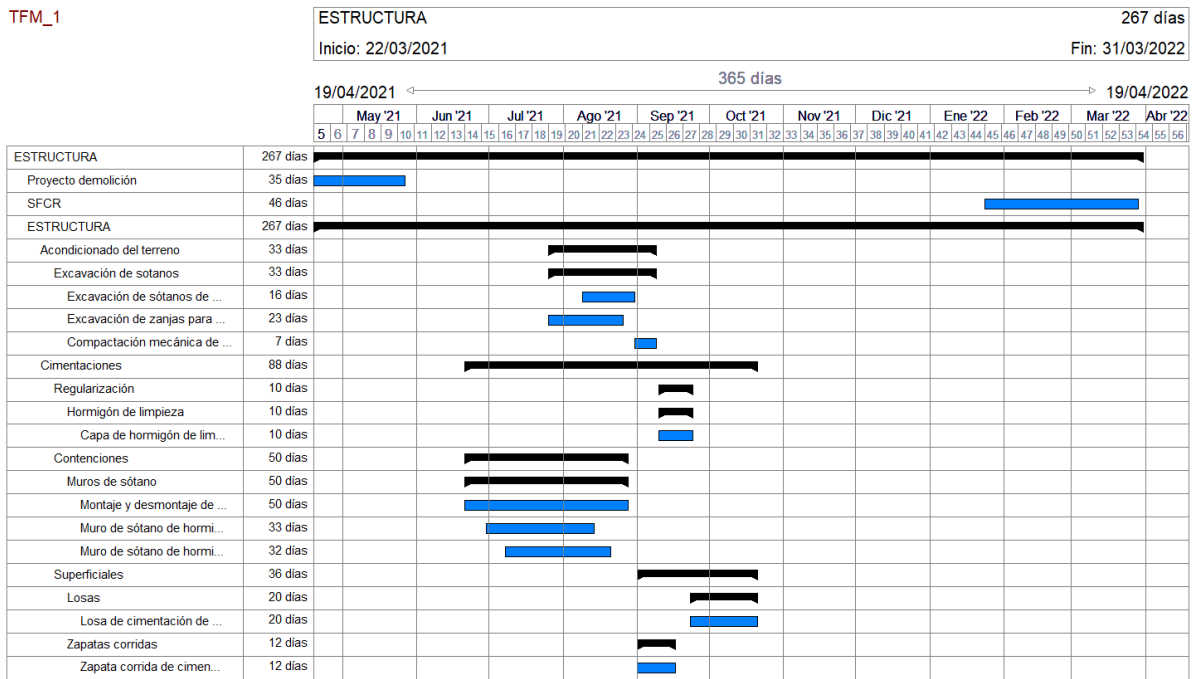 TFM_1
ESTRUCTURA 267 días
Inicio: 22/03/2021 Fin: 31/03/2022
365 días
19/04/2021 19/04/2022
May '21 Jun '21 Jul '21 Ago '21 Sep '21 Oct '21 Nov '21 Dic '21 Ene '22 Feb '22 Mar '22 Abr '22
5 6 7 8 9 10 11 12 13 14 15 16 17 18 19 20 21 22 23 24 25 26 27 28 29 30 31 32 33 34 35 36 37 38 39 40 41 42 43 44 45 46 47 48 49 50 51 52 53 54 55 56
ESTRUCTURA 267 días
Proyecto demolición 35 días
SFCR 46 días
ESTRUCTURA 267 días
Acondicionado del terreno 33 días
Excavación de sotanos 33 días
Excavación de sótanos de ... 16 días
Excavación de zanjas para ... 23 días
Compactación mecánica de ... 7 días
Cimentaciones 88 días
Regularización 10 días
Hormigón de limpieza 10 días
Capa de hormigón de lim... 10 días
Contenciones 50 días
Muros de sótano 50 días
Montaje y desmontaje de ... 50 días
Muro de sótano de hormi... 33 días
Muro de sótano de hormi... 32 días
Superficiales 36 días
Losas 20 días
Losa de cimentación de ... 20 días
Zapatas corridas 12 días
Zapata corrida de cimen... 12 días